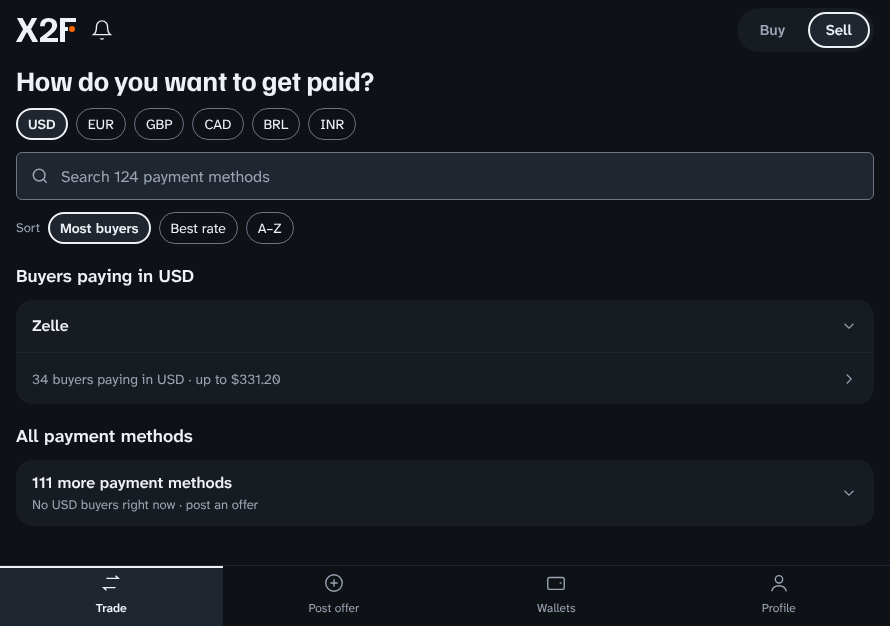 X2F
Buy
Sell
How do you want to get paid?
USD
EUR
GBP
CAD
BRL
INR
Search 124 payment methods
Sort
Most buyers
Best rate
A–Z
Buyers paying in USD
Zelle
34 buyers paying in USD · up to $331.20
All payment methods
111 more payment methods
No USD buyers right now · post an offer
Trade
Post offer
Wallets
Profile